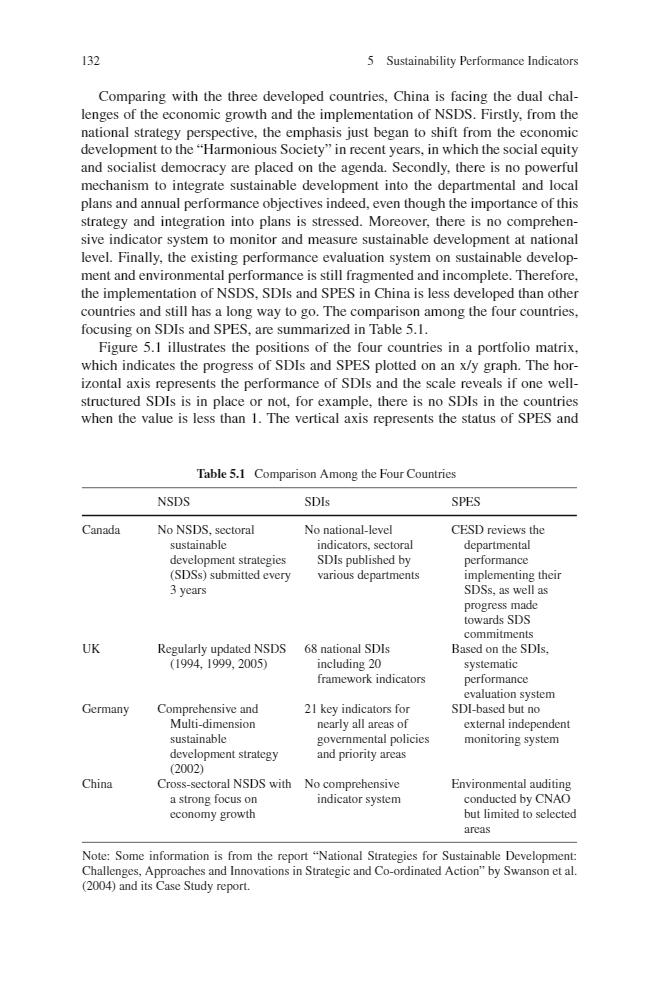 132
5 Sustainability Performance Indicators
Comparing with the three developed countries, China is facing the dual chal-
lenges of the economic growth and the implementation of NSDS. Firstly, from the
national strategy perspective, the emphasis just began to shift from the economic
development to the “Harmonious Society” in recent years, in which the social equity
and socialist democracy are placed on the agenda. Secondly, there is no powerful
mechanism to integrate sustainable development into the departmental and local
plans and annual performance objectives indeed, even though the importance of this
strategy and integration into plans is stressed. Moreover, there is no comprehen-
sive indicator system to monitor and measure sustainable development at national
level. Finally, the existing performance evaluation system on sustainable develop-
ment and environmental performance is still fragmented and incomplete. Therefore,
the implementation of NSDS, SDIs and SPES in China is less developed than other
countries and still has a long way to go. The comparison among the four countries,
focusing on SDIs and SPES, are summarized in Table 5.1.
Figure 5.1 illustrates the positions of the four countries in a portfolio matrix,
which indicates the progress of SDIs and SPES plotted on an x/y graph. The hor-
izontal axis represents the performance of SDIs and the scale reveals if one well-
structured SDIs is in place or not, for example, there is no SDIs in the countries
when the value is less than 1. The vertical axis represents the status of SPES and
Table 5.1 Comparison Among the Four Countries
NSDS
SDIs
SPES
Canada
No NSDS, sectoral
sustainable
development strategies
(SDSs) submitted every
3 years
No national-level
indicators, sectoral
SDIs published by
various departments
CESD reviews the
departmental
performance
implementing their
SDSs, as well as
progress made
towards SDS
commitments
UK
Regularly updated NSDS
(1994, 1999, 2005)
68 national SDIs
including 20
framework indicators
Based on the SDIs,
systematic
performance
evaluation system
Germany
Comprehensive and
Multi-dimension
sustainable
development strategy
(2002)
21 key indicators for
nearly all areas of
governmental policies
and priority areas
SDI-based but no
external independent
monitoring system
China
Cross-sectoral NSDS with
a strong focus on
economy growth
No comprehensive
indicator system
Environmental auditing
conducted by CNAO
but limited to selected
areas
Note: Some information is from the report “National Strategies for Sustainable Development:
Challenges, Approaches and Innovations in Strategic and Co-ordinated Action” by Swanson et al.
(2004) and its Case Study report.